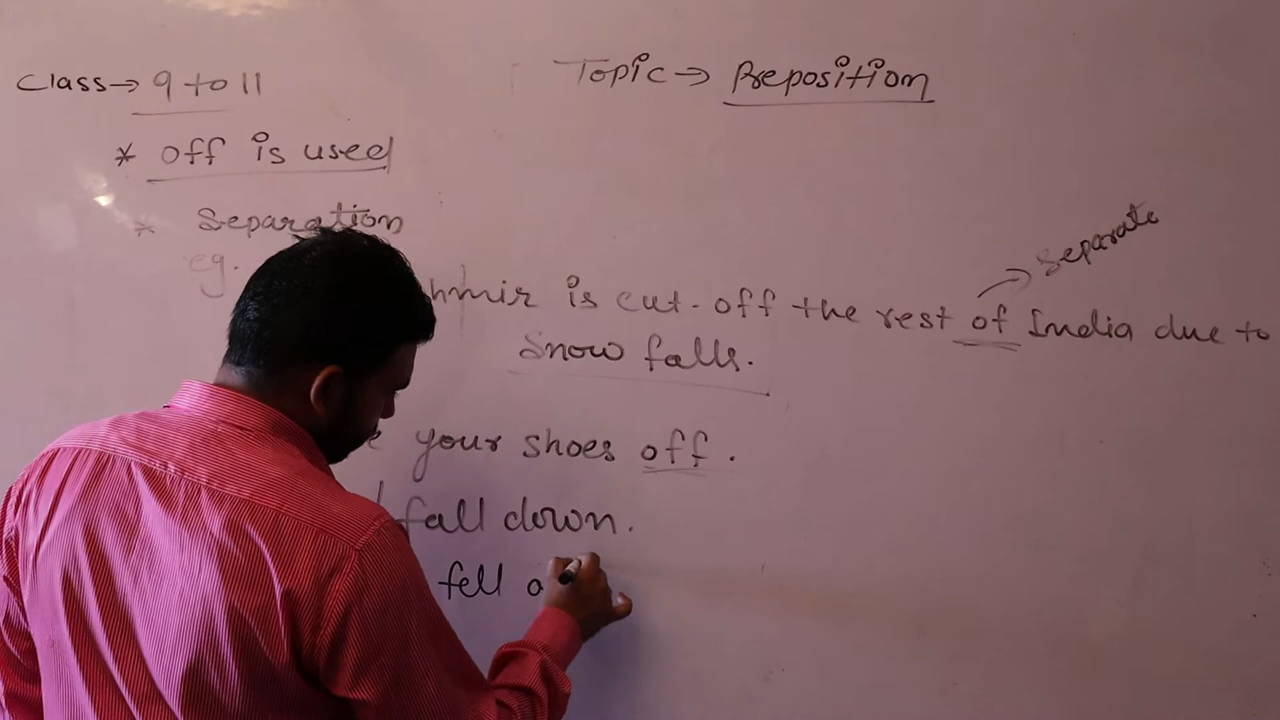 Class→ 9 to 11
Topic→ Preposition
* off is used
* Separation
eg.
hmir is cut-off the rest of India due to
→ Separate
Snow falls.
your shoes off.
fall down.
fell